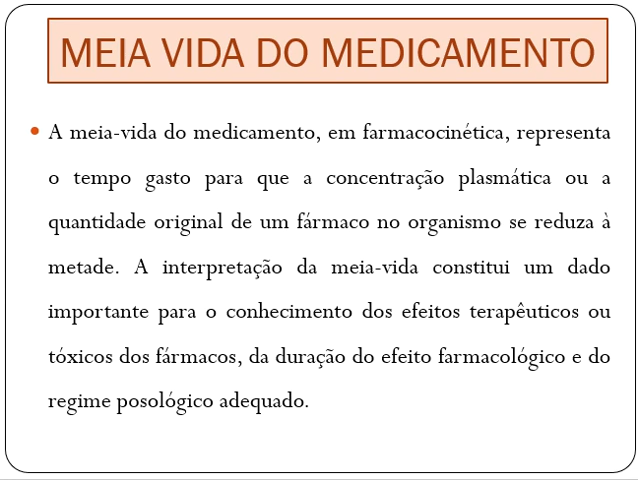 MEIA VIDA DO MEDICAMENTO
• A meia-vida do medicamento, em farmacocinética, representa
o tempo gasto para que a concentração plasmática ou a
quantidade original de um fármaco no organismo se reduza à
metade. A interpretação da meia-vida constitui um dado
importante para o conhecimento dos efeitos terapêuticos ou
tóxicos dos fármacos, da duração do efeito farmacológico e do
regime posológico adequado.